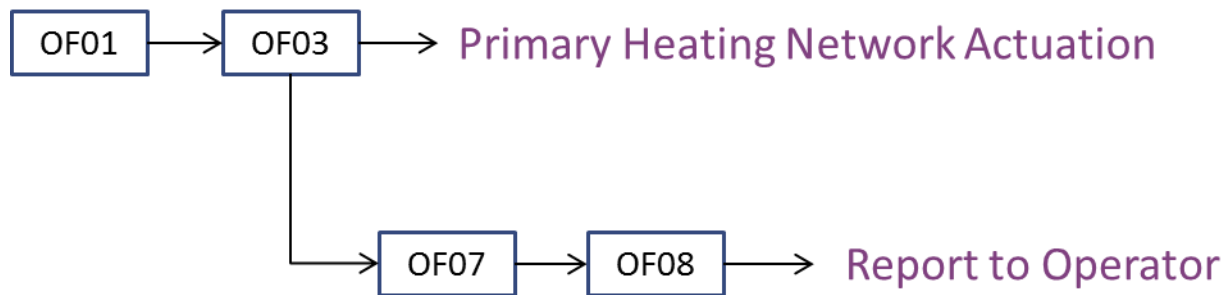 OF01
OF03
Primary Heating Network Actuation
OF07
OF08
Report to Operator